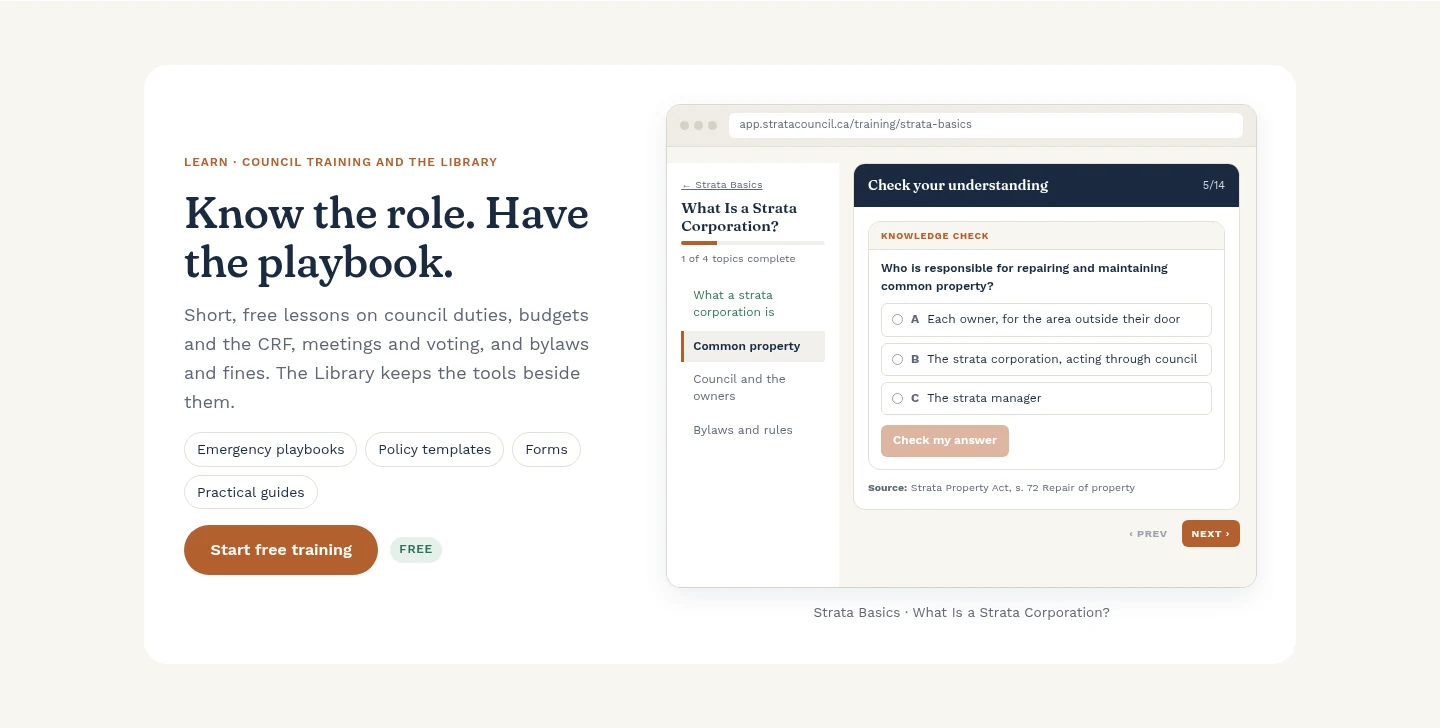 LEARN · COUNCIL TRAINING AND THE LIBRARY
Know the role. Have
the playbook.
Short, free lessons on council duties, budgets
and the CRF, meetings and voting, and bylaws
and fines. The Library keeps the tools beside
them.
Emergency playbooks
Policy templates
Forms
Practical guides
Start free training
FREE
app.stratacouncil.ca/training/strata-basics
← Strata Basics
What Is a Strata
Corporation?
1 of 4 topics complete
What a strata
corporation is
Common property
Council and the
owners
Bylaws and rules
Check your understanding
5/14
KNOWLEDGE CHECK
Who is responsible for repairing and maintaining
common property?
A Each owner, for the area outside their door
B The strata corporation, acting through council
C The strata manager
Check my answer
Source: Strata Property Act, s. 72 Repair of property
‹ PREV
NEXT ›
Strata Basics · What Is a Strata Corporation?